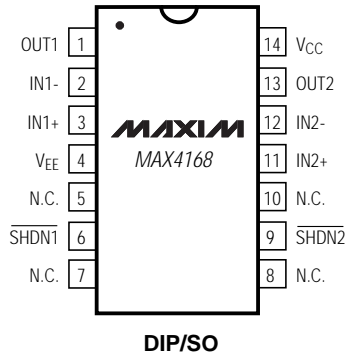 OUT1 1 14 VCC
IN1- 2 13 OUT2
IN1+ 3 MAXIM 12 IN2-
VEE 4 MAX4168 11 IN2+
N.C. 5 10 N.C.
SHDN1 6 9 SHDN2
N.C. 7 8 N.C.
DIP/SO